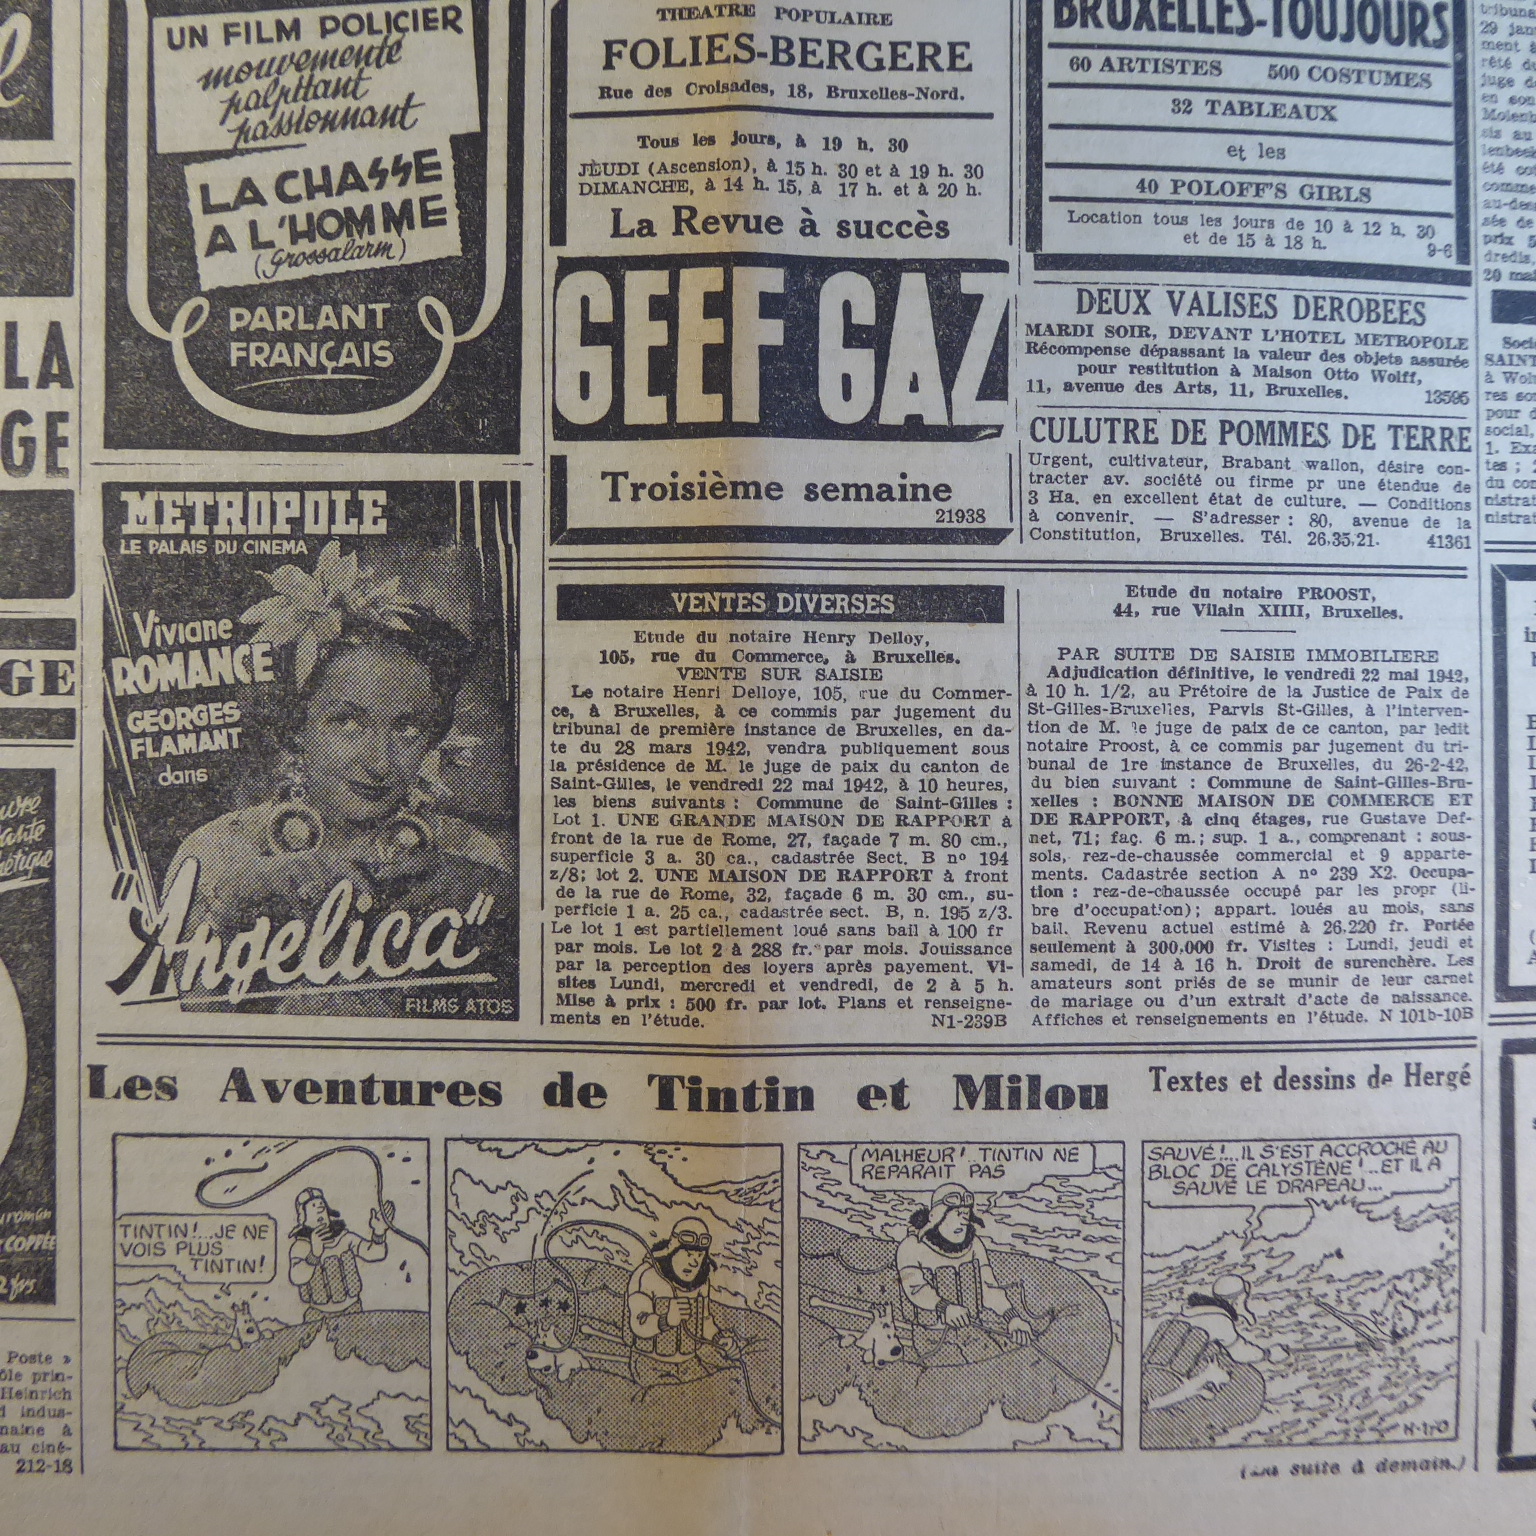 UN FILM POLICIER
mouvementé
palpitant
passionnant
LA CHASSE
A L'HOMME
(Grossalarm)
PARLANT
FRANÇAIS
LA
GE
GE
METROPOLE
LE PALAIS DU CINEMA
Viviane
ROMANCE
GEORGES
FLAMANT
dans
"Angelica"
FILMS ATOS
THEATRE POPULAIRE
FOLIES-BERGERE
Rue des Croisades, 18, Bruxelles-Nord.
Tous les jours, à 19 h. 30
JEUDI (Ascension), à 15 h. 30 et à 19 h. 30
DIMANCHE, à 14 h. 15, à 17 h. et à 20 h.
La Revue à succès
GEEF GAZ
Troisième semaine
21938
BRUXELLES-TOUJOURS
60 ARTISTES 500 COSTUMES
32 TABLEAUX
et les
40 POLOFF'S GIRLS
Location tous les jours de 10 à 12 h. 30
et de 15 à 18 h.
9-6
DEUX VALISES DEROBEES
MARDI SOIR, DEVANT L'HOTEL METROPOLE
Récompense dépassant la valeur des objets assurée
pour restitution à Maison Otto Wolff,
11, avenue des Arts, 11, Bruxelles. 13595
CULUTRE DE POMMES DE TERRE
Urgent, cultivateur, Brabant wallon, désire con-
tracter av. société ou firme pr une étendue de
3 Ha. en excellent état de culture. — Conditions
à convenir. — S'adresser : 80, avenue de la
Constitution, Bruxelles. Tél. 26.35.21. 41361
VENTES DIVERSES
Etude du notaire Henry Delloy,
105, rue du Commerce, à Bruxelles.
VENTE SUR SAISIE
Le notaire Henri Delloye, 105, rue du Commer-
ce, à Bruxelles, à ce commis par jugement du
tribunal de première instance de Bruxelles, en da-
te du 28 mars 1942, vendra publiquement sous
la présidence de M. le juge de paix du canton de
Saint-Gilles, le vendredi 22 mai 1942, à 10 heures,
les biens suivants : Commune de Saint-Gilles :
Lot 1. UNE GRANDE MAISON DE RAPPORT à
front de la rue de Rome, 27, façade 7 m. 80 cm.,
superficie 3 a. 30 ca., cadastrée Sect. B nº 194
z/8; lot 2. UNE MAISON DE RAPPORT à front
de la rue de Rome, 32, façade 6 m. 30 cm., su-
perficie 1 a. 25 ca., cadastrée sect. B, n. 195 z/3.
Le lot 1 est partiellement loué sans bail à 100 fr
par mois. Le lot 2 à 288 fr. par mois. Jouissance
par la perception des loyers après payement. Vi-
sites Lundi, mercredi et vendredi, de 2 à 5 h.
Mise à prix : 500 fr. par lot. Plans et renseigne-
ments en l'étude. N1-239B
Etude du notaire PROOST,
44, rue Vilain XIIII, Bruxelles.
PAR SUITE DE SAISIE IMMOBILIERE
Adjudication définitive, le vendredi 22 mai 1942,
à 10 h. 1/2, au Prétoire de la Justice de Paix de
St-Gilles-Bruxelles, Parvis St-Gilles, à l'interven-
tion de M. le juge de paix de ce canton, par ledit
notaire Proost, à ce commis par jugement du tri-
bunal de 1re instance de Bruxelles, du 26-2-42,
du bien suivant : Commune de Saint-Gilles-Bru-
xelles : BONNE MAISON DE COMMERCE ET
DE RAPPORT, à cinq étages, rue Gustave Def-
net, 71; faç. 6 m.; sup. 1 a., comprenant : sous-
sols, rez-de-chaussée commercial et 9 apparte-
ments. Cadastrée section A nº 239 X2. Occupa-
tion : rez-de-chaussée occupé par les propr (li-
bre d'occupation); appart. loués au mois, sans
bail. Revenu actuel estimé à 26,220 fr. Portée
seulement à 300.000 fr. Visites : Lundi, jeudi et
samedi, de 14 à 16 h. Droit de surenchère. Les
amateurs sont priés de se munir de leur carnet
de mariage ou d'un extrait d'acte de naissance.
Affiches et renseignements en l'étude. N 101b-10B
Les Aventures de Tintin et Milou
Textes et dessins de Hergé
TINTIN!...JE NE
VOIS PLUS
TINTIN!
MALHEUR! TINTIN NE
REPARAIT PAS
SAUVÉ!...IL S'EST ACCROCHÉ AU
BLOC DE CALYSTÈNE!...ET IL A
SAUVÉ LE DRAPEAU...
(La suite à demain.)
Poste »
ôle prin-
Heinrich
d indus-
naine à
au ciné-
212-18